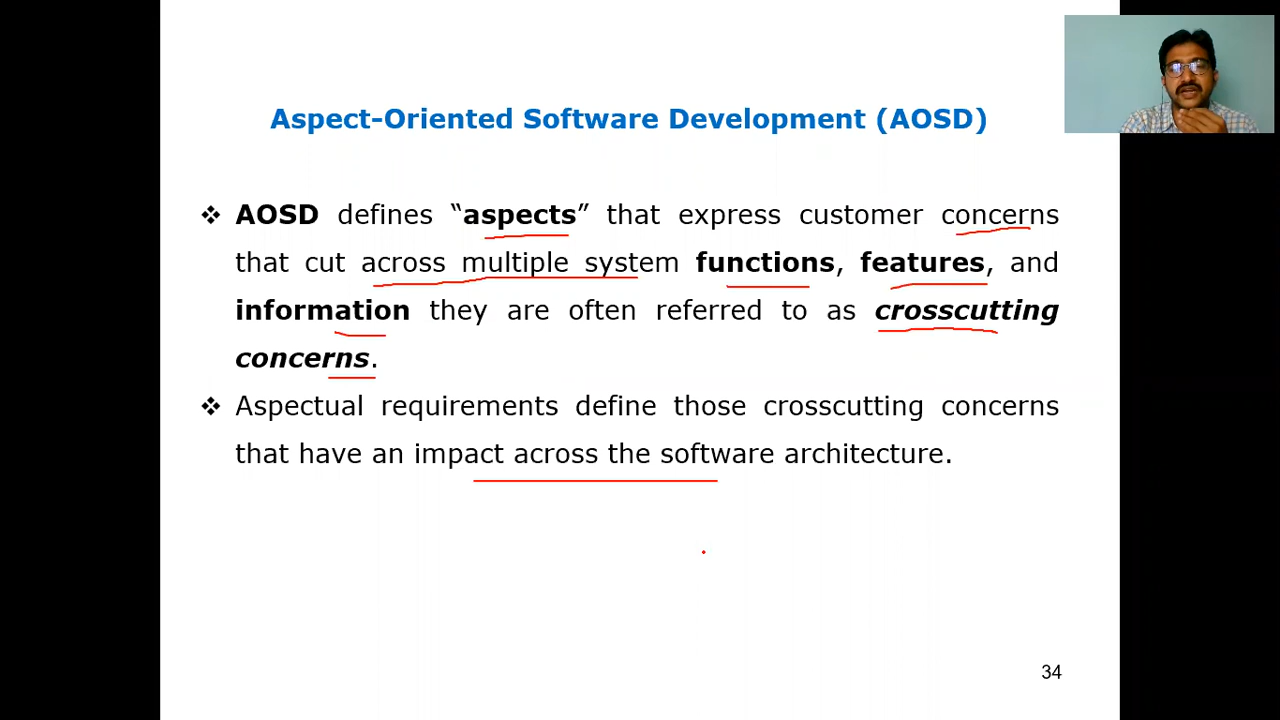 Aspect-Oriented Software Development (AOSD)
❖ AOSD defines “aspects” that express customer concerns
that cut across multiple system functions, features, and
information they are often referred to as crosscutting
concerns.
❖ Aspectual requirements define those crosscutting concerns
that have an impact across the software architecture.
34